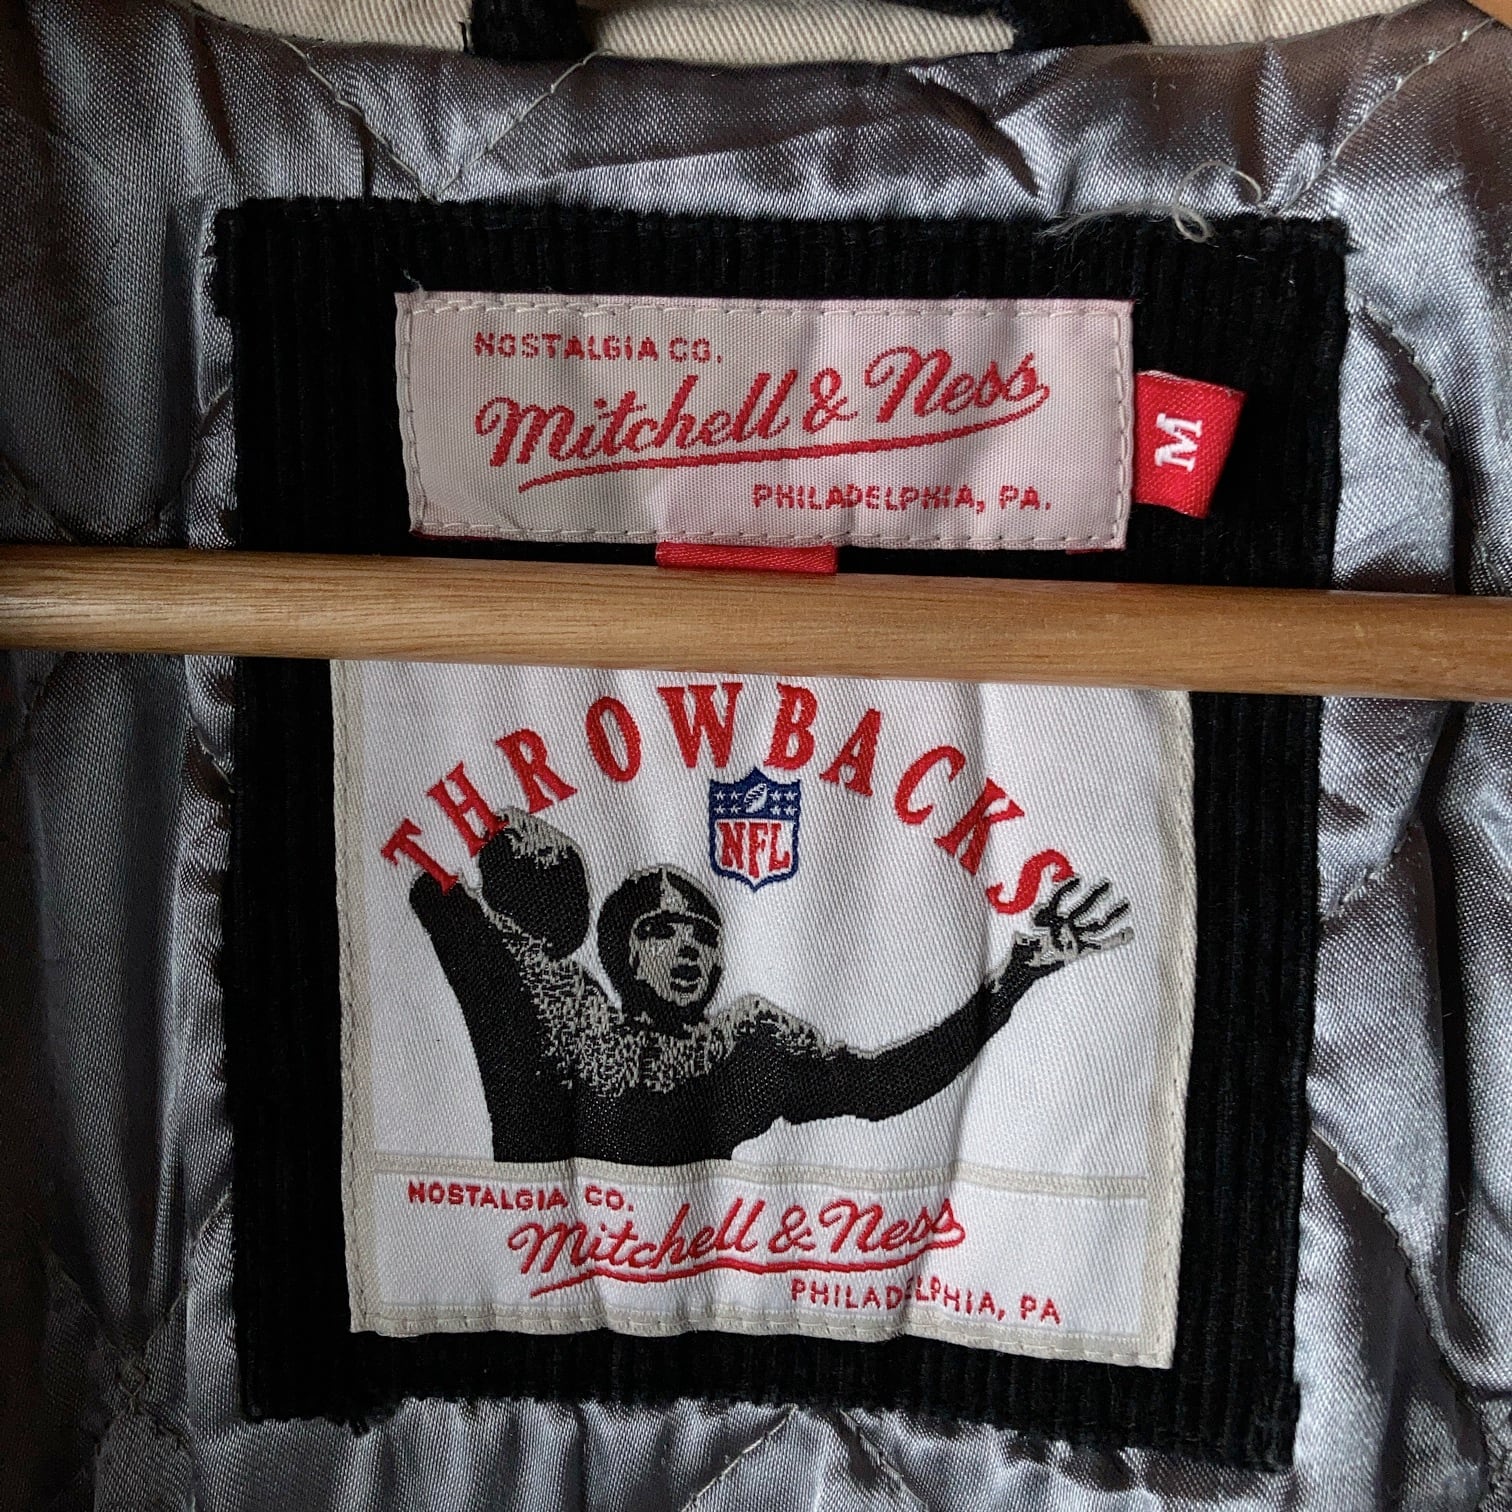 NOSTALGIA CO.
Mitchell & Ness
PHILADELPHIA, PA.
M
THROWBACKS
NFL
NOSTALGIA CO.
Mitchell & Ness
PHILADELPHIA, PA